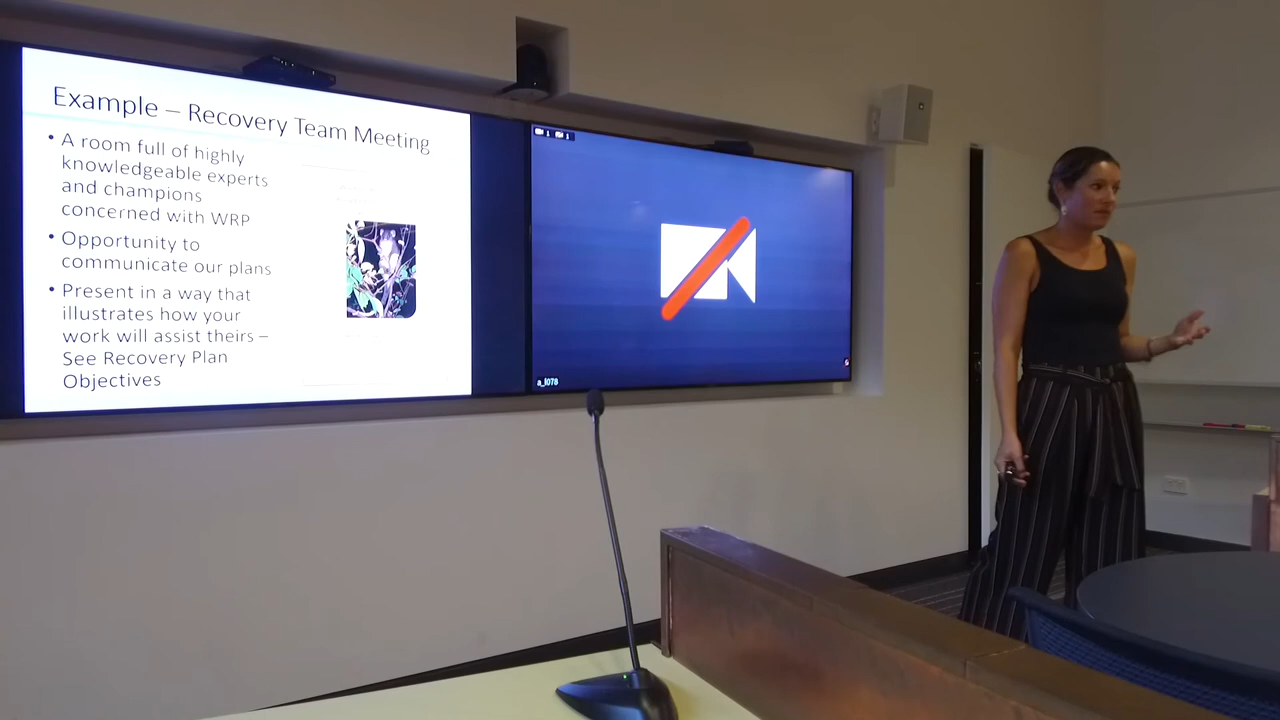 Example – Recovery Team Meeting
• A room full of highly
knowledgeable experts
and champions
concerned with WRP
• Opportunity to
communicate our plans
• Present in a way that
illustrates how your
work will assist theirs –
See Recovery Plan
Objectives
a_l078